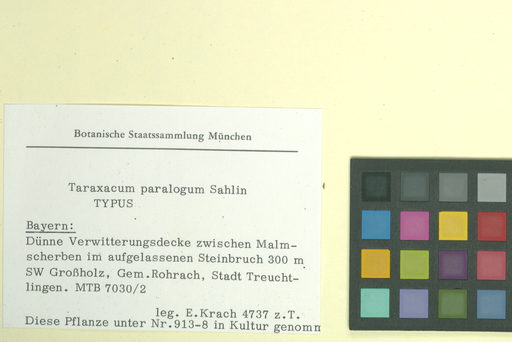 Botanische Staatssammlung München
Taraxacum paralogum Sahlin
TYPUS
Bayern:
Dünne Verwitterungsdecke zwischen Malm-
scherben im aufgelassenen Steinbruch 300 m
SW Großholz, Gem.Rohrach, Stadt Treucht-
lingen. MTB 7030/2
leg. E.Krach 4737 z.T.
Diese Pflanze unter Nr.913-8 in Kultur genomm